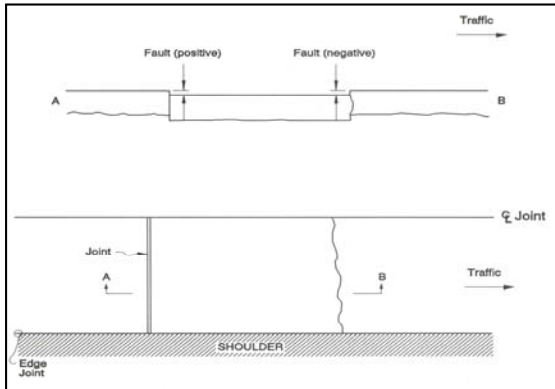 Traffic
Fault (positive) Fault (negative)
A B
℄ Joint
Joint
A B
Traffic
SHOULDER
Edge
Joint